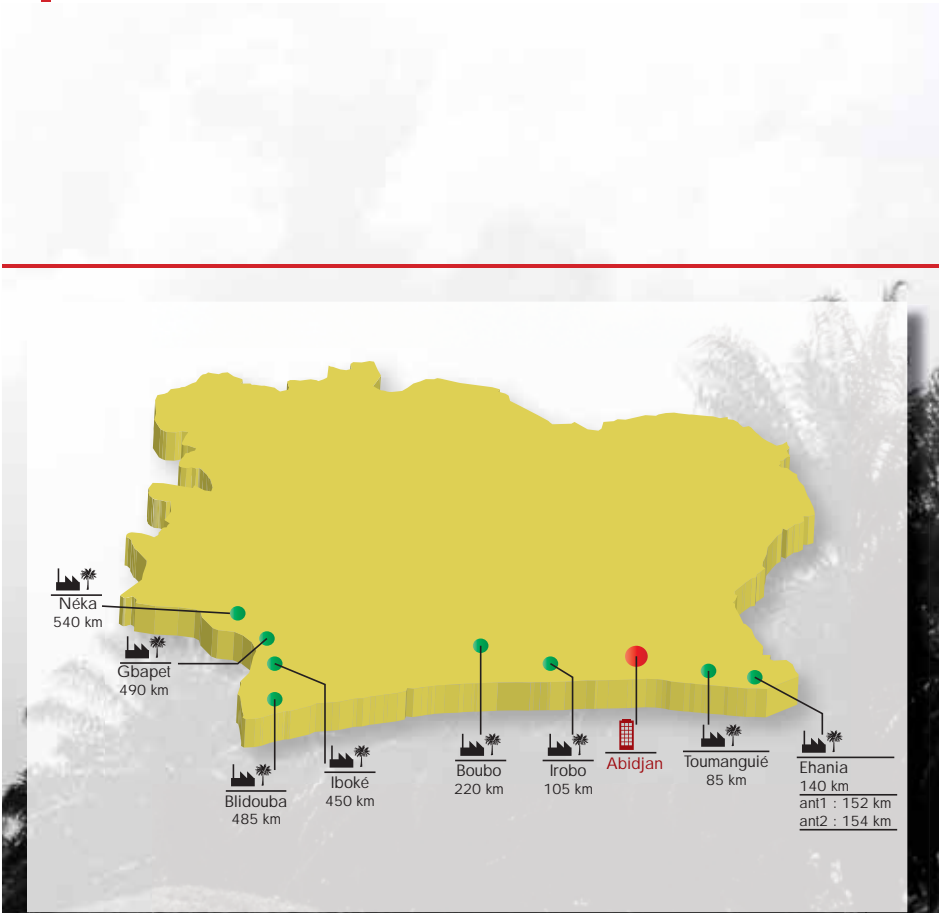 Néka
540 km
Gbapet
490 km
Blidouba
485 km
Iboké
450 km
Boubo
220 km
Irobo
105 km
Abidjan
Toumanguié
85 km
Ehania
140 km
ant1 : 152 km
ant2 : 154 km